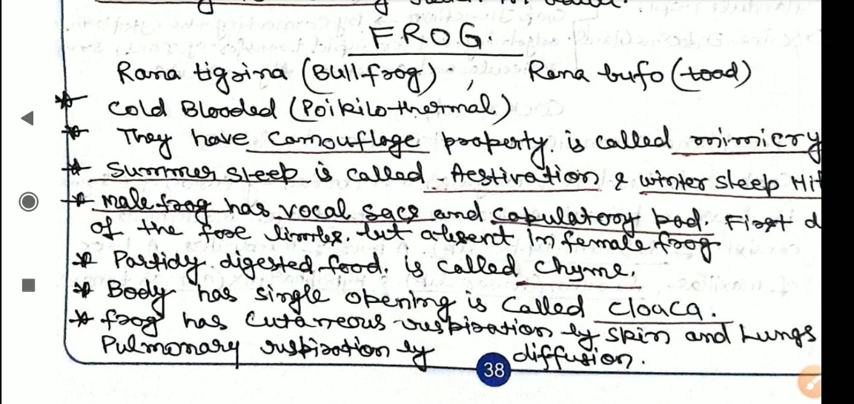 FROG.
Rana tigrina (Bull frog) , Rana bufo (toad)
* Cold Blooded (Poikilothermal)
* They have camouflage property. is called mimicry
* Summer sleep is called Aestivation & winter sleep Hi
* male frog has vocal sacs and copulatory pad. First d
of the fore limbs, but absent in female frog
* Partidy digested food. is called chyme.
* Body has single opening is called cloaca.
* frog has cutaneous respiration by skin and Lungs
Pulmonary respiration by diffusion.
38